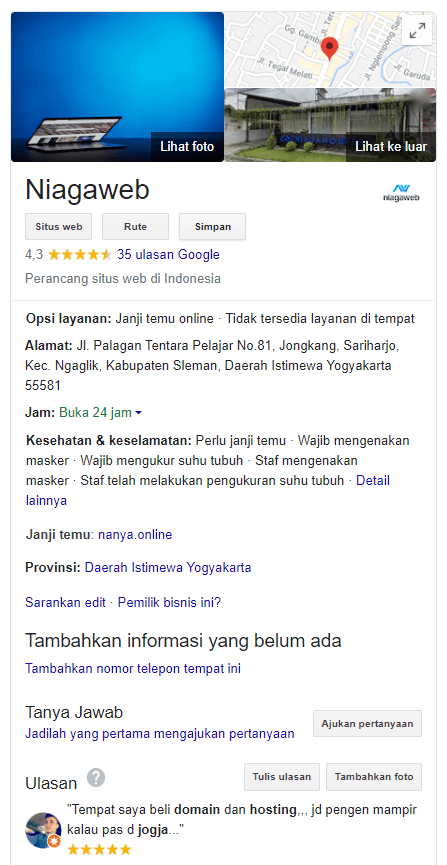 Gg. Gamb
Jl. Nglempong Sari
Jl. Tegal Melati
Jl. Garuda
Lihat foto
Lihat ke luar
Niagaweb
niagaweb
Situs web
Rute
Simpan
4,3 35 ulasan Google
Perancang situs web di Indonesia
Opsi layanan: Janji temu online · Tidak tersedia layanan di tempat
Alamat: Jl. Palagan Tentara Pelajar No.81, Jongkang, Sariharjo,
Kec. Ngaglik, Kabupaten Sleman, Daerah Istimewa Yogyakarta
55581
Jam: Buka 24 jam
Kesehatan & keselamatan: Perlu janji temu · Wajib mengenakan
masker · Wajib mengukur suhu tubuh · Staf mengenakan
masker · Staf telah melakukan pengukuran suhu tubuh · Detail
lainnya
Janji temu: nanya.online
Provinsi: Daerah Istimewa Yogyakarta
Sarankan edit · Pemilik bisnis ini?
Tambahkan informasi yang belum ada
Tambahkan nomor telepon tempat ini
Tanya Jawab
Jadilah yang pertama mengajukan pertanyaan
Ajukan pertanyaan
Ulasan ?
Tulis ulasan
Tambahkan foto
"Tempat saya beli domain dan hosting,,, jd pengen mampir
kalau pas d jogja..."